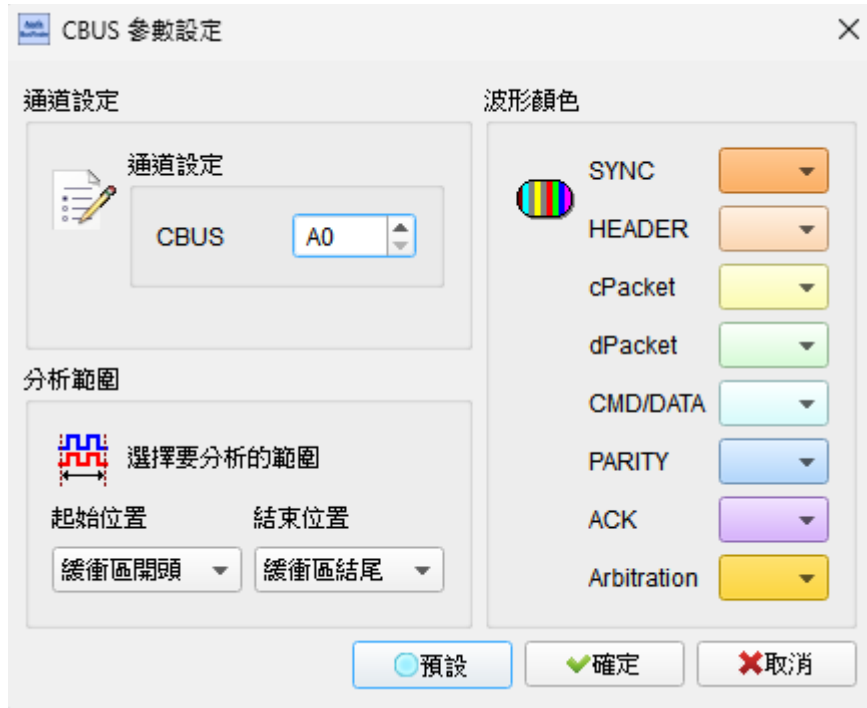 CBUS 參數設定
通道設定
通道設定
CBUS
A0
分析範圍
選擇要分析的範圍
起始位置
結束位置
緩衝區開頭
緩衝區結尾
波形顏色
SYNC
HEADER
cPacket
dPacket
CMD/DATA
PARITY
ACK
Arbitration
預設
確定
取消